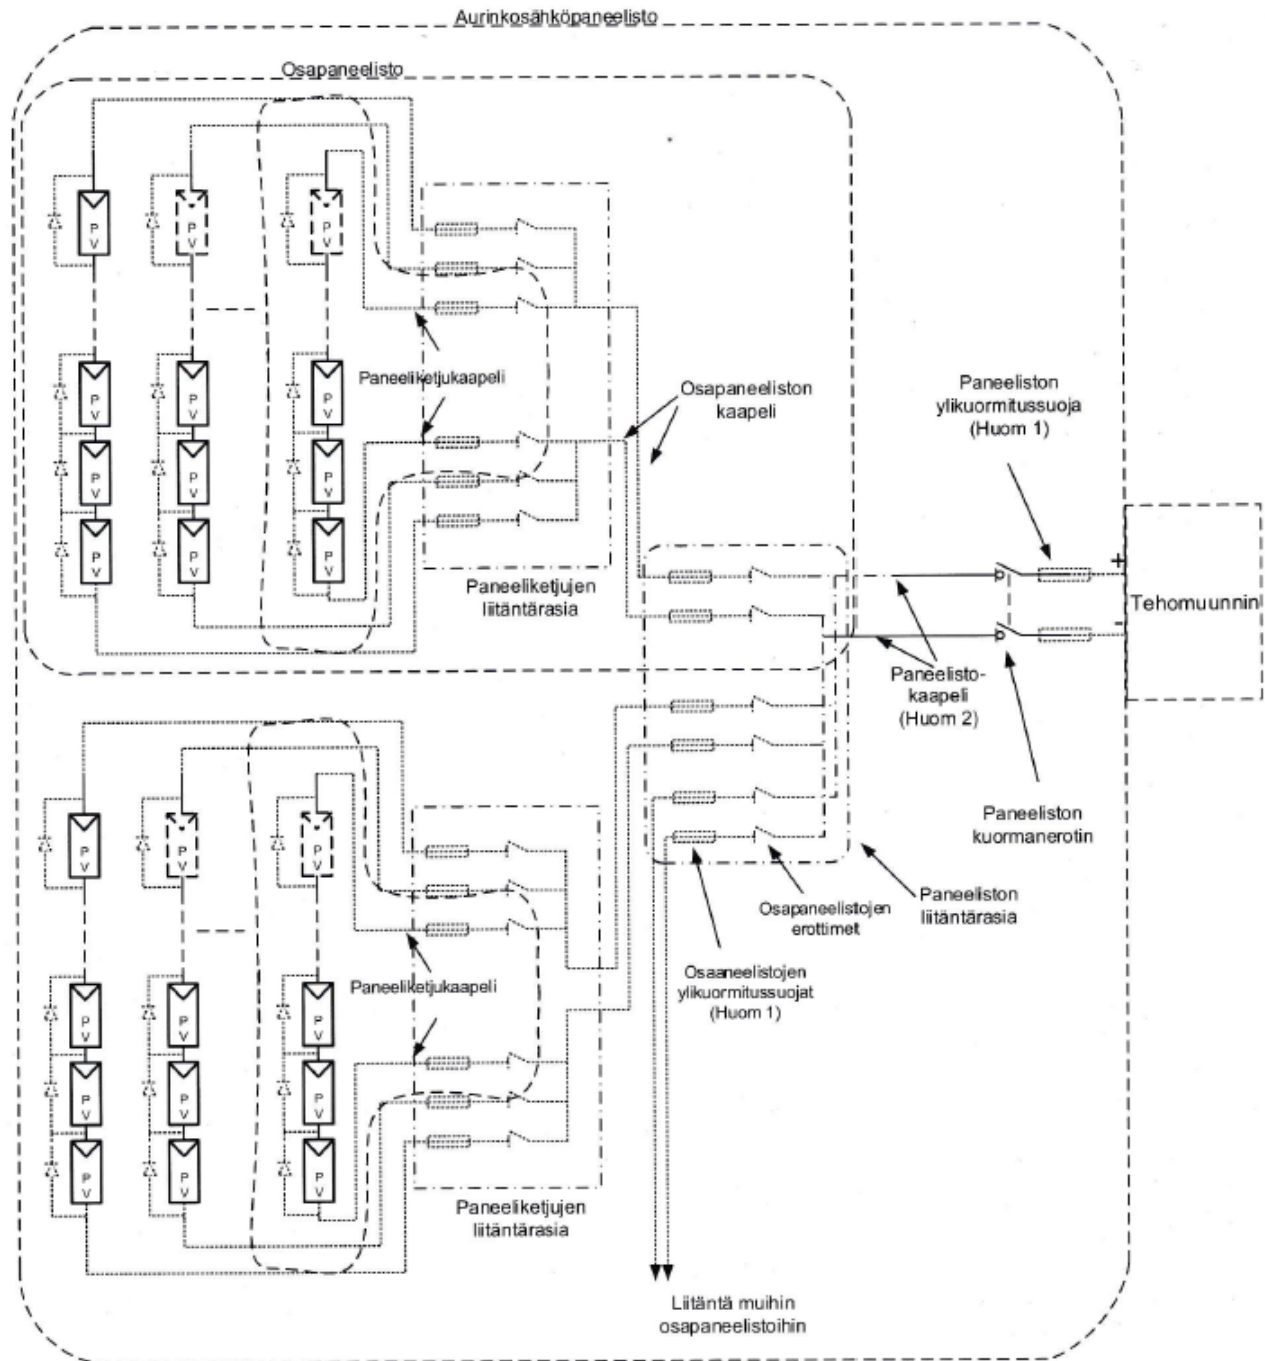 Aurinkosähköpaneelisto
Osapaneelisto
P V
P V
P V
Paneeliketjukaapeli
P V
P V
P V
P V
P V
P V
P V
P V
P V
Osapaneeliston
kaapeli
Paneeliston
ylikuormitussuoja
(Huom 1)
Paneeliketjujen
liitäntärasia
+
-
Tehomuunnin
Paneelisto-
kaapeli
(Huom 2)
Paneeliston
kuormanerotin
Paneeliston
liitäntärasia
Osapaneelistojen
erottimet
Osaaneelistojen
ylikuormitussuojat
(Huom 1)
P V
P V
P V
Paneeliketjukaapeli
P V
P V
P V
P V
P V
P V
P V
P V
P V
Paneeliketjujen
liitäntärasia
Liitäntä muihin
osapaneelistoihin